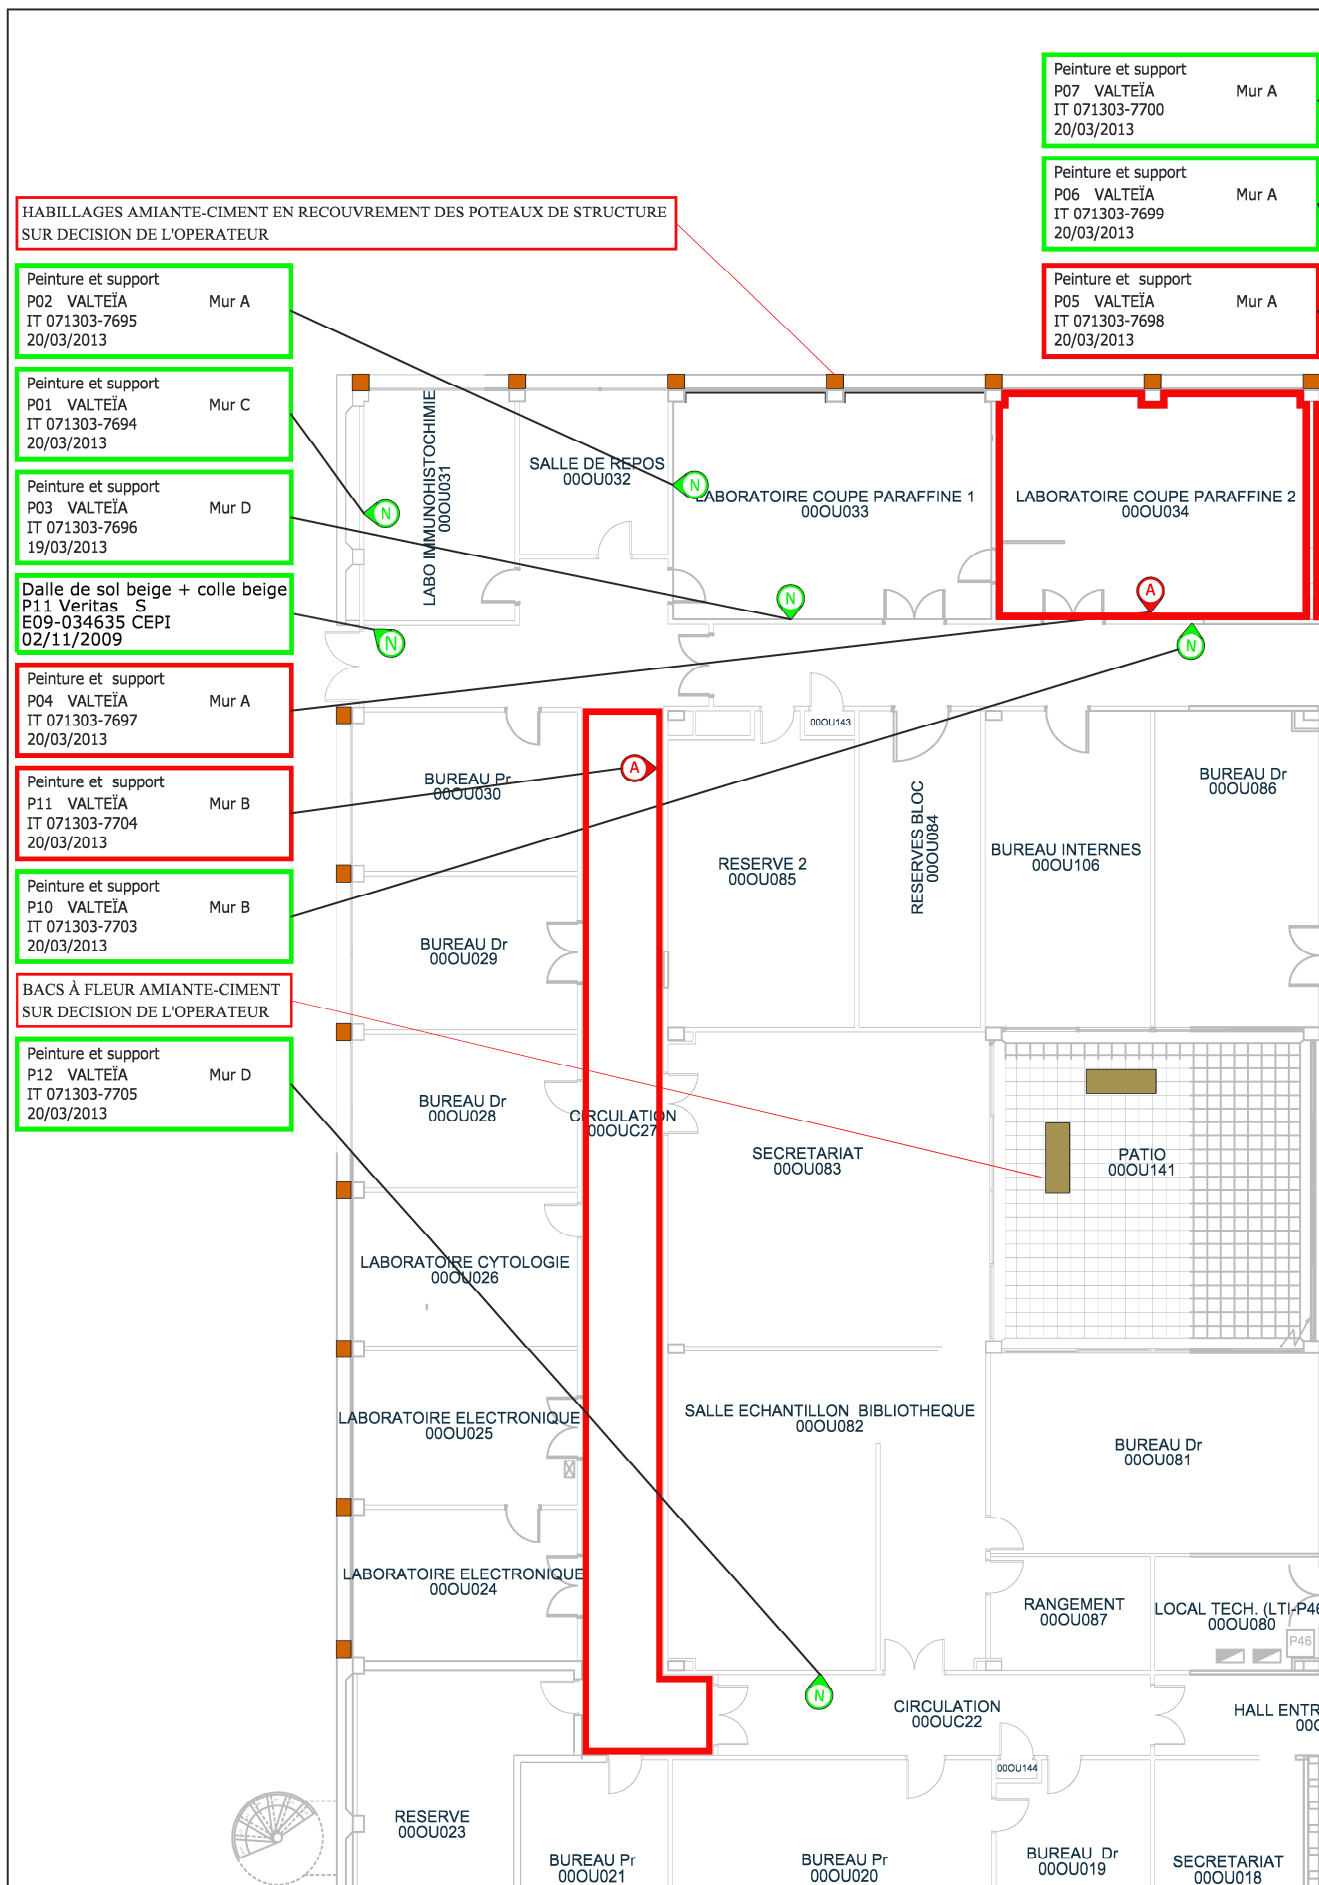 Peinture et support
P07 VALTEÏA Mur A
IT 071303-7700
20/03/2013
Peinture et support
P06 VALTEÏA Mur A
IT 071303-7699
20/03/2013
HABILLAGES AMIANTE-CIMENT EN RECOUVREMENT DES POTEAUX DE STRUCTURE
SUR DECISION DE L'OPERATEUR
Peinture et support
P05 VALTEÏA Mur A
IT 071303-7698
20/03/2013
Peinture et support
P02 VALTEÏA Mur A
IT 071303-7695
20/03/2013
Peinture et support
P01 VALTEÏA Mur C
IT 071303-7694
20/03/2013
Peinture et support
P03 VALTEÏA Mur D
IT 071303-7696
19/03/2013
Dalle de sol beige + colle beige
P11 Veritas S
E09-034635 CEPI
02/11/2009
Peinture et support
P04 VALTEÏA Mur A
IT 071303-7697
20/03/2013
Peinture et support
P11 VALTEÏA Mur B
IT 071303-7704
20/03/2013
Peinture et support
P10 VALTEÏA Mur B
IT 071303-7703
20/03/2013
BACS À FLEUR AMIANTE-CIMENT
SUR DECISION DE L'OPERATEUR
Peinture et support
P12 VALTEÏA Mur D
IT 071303-7705
20/03/2013
LABO IMMUNOHISTOCHIMIE
00OU031
SALLE DE REPOS
00OU032
LABORATOIRE COUPE PARAFFINE 1
00OU033
LABORATOIRE COUPE PARAFFINE 2
00OU034
N
N
N
N
A
N
00OU143
BUREAU Pr
00OU030
A
RESERVE 2
00OU085
RESERVES BLOC
00OU084
BUREAU INTERNES
00OU106
BUREAU Dr
00OU086
BUREAU Dr
00OU029
BUREAU Dr
00OU028
CIRCULATION
00OUC27
SECRETARIAT
00OU083
PATIO
00OU141
LABORATOIRE CYTOLOGIE
00OU026
LABORATOIRE ELECTRONIQUE
00OU025
SALLE ECHANTILLON BIBLIOTHEQUE
00OU082
BUREAU Dr
00OU081
LABORATOIRE ELECTRONIQUE
00OU024
RANGEMENT
00OU087
LOCAL TECH. (LTI-P46
00OU080
P46
N
CIRCULATION
00OUC22
HALL ENTR
00OU144
RESERVE
00OU023
BUREAU Pr
00OU021
BUREAU Pr
00OU020
BUREAU Dr
00OU019
SECRETARIAT
00OU018